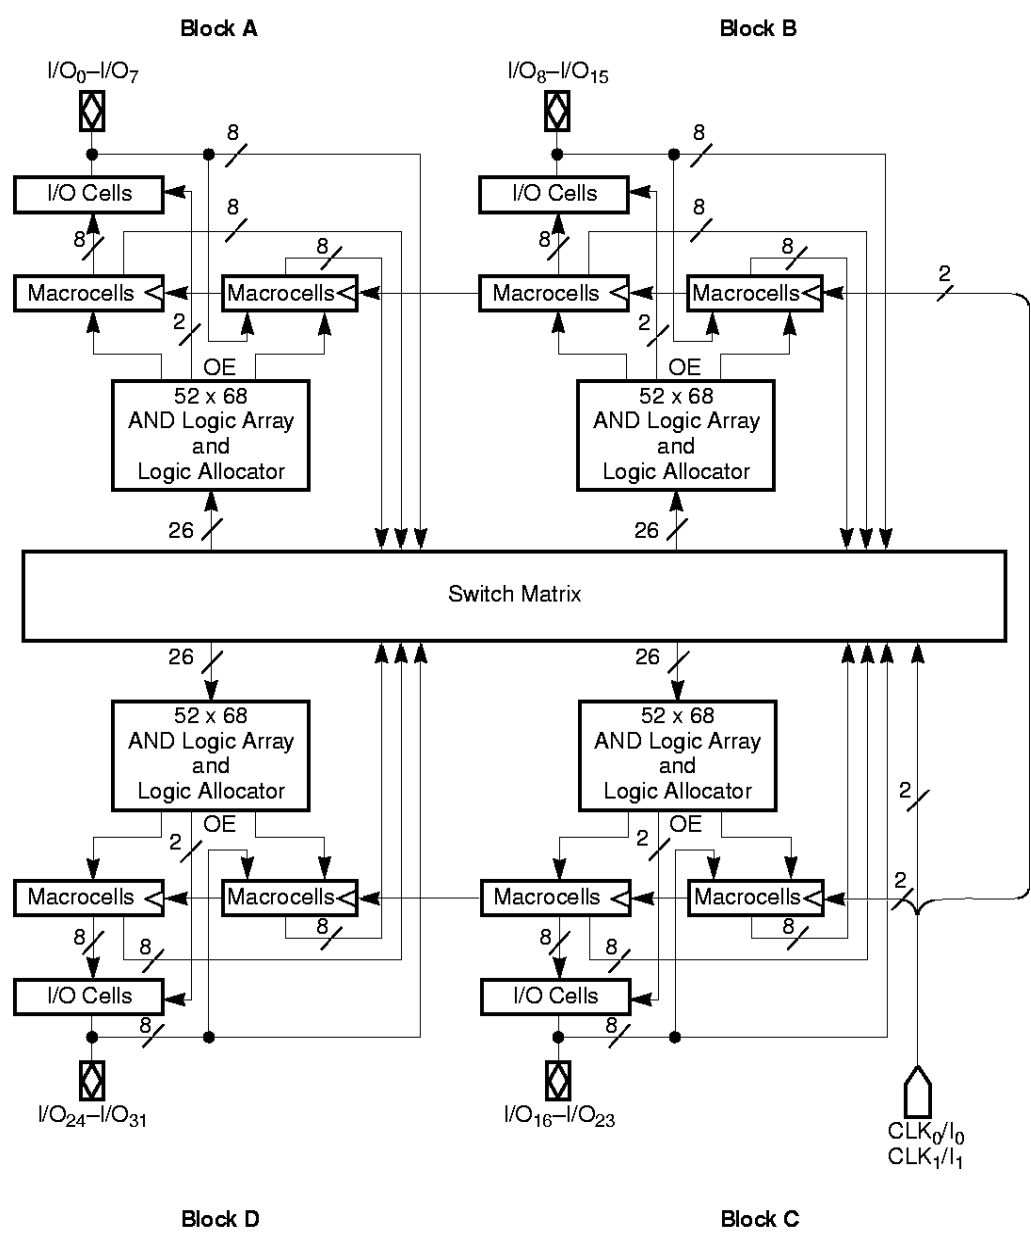 Block A
Block B
I/O0–I/O7
I/O8–I/O15
8
8
I/O Cells
I/O Cells
8
8
8
8
8
8
2
Macrocells
Macrocells
Macrocells
Macrocells
2
2
OE
OE
52 x 68
AND Logic Array
and
Logic Allocator
52 x 68
AND Logic Array
and
Logic Allocator
26
26
Switch Matrix
26
26
52 x 68
AND Logic Array
and
Logic Allocator
52 x 68
AND Logic Array
and
Logic Allocator
2
OE
OE
2
2
Macrocells
Macrocells
Macrocells
Macrocells
2
8
8
8
8
8
8
I/O Cells
I/O Cells
8
8
I/O24–I/O31
I/O16–I/O23
CLK0/I0
CLK1/I1
Block D
Block C